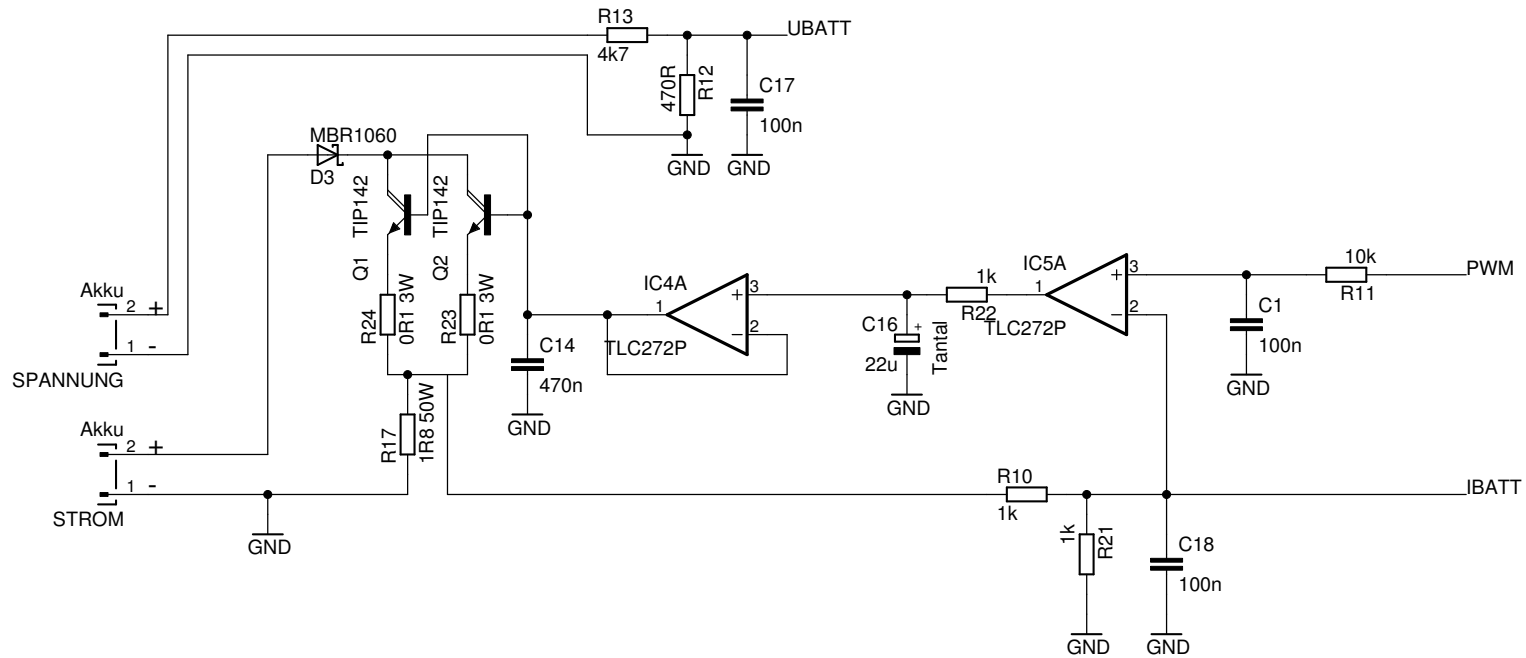 R13
4k7
UBATT
470R
R12
C17
100n
GND
GND
MBR1060
D3
TIP142
Q1
TIP142
Q2
R24
0R1 3W
R23
0R1 3W
IC4A
1
+
3
−
2
TLC272P
C14
470n
GND
1k
R22
C16
+
22u
Tantal
GND
IC5A
1
+
3
−
2
TLC272P
10k
R11
PWM
C1
100n
GND
Akku
2 +
1 -
SPANNUNG
Akku
2 +
1 -
STROM
GND
R17
1R8 50W
R10
1k
IBATT
1k
R21
C18
100n
GND
GND